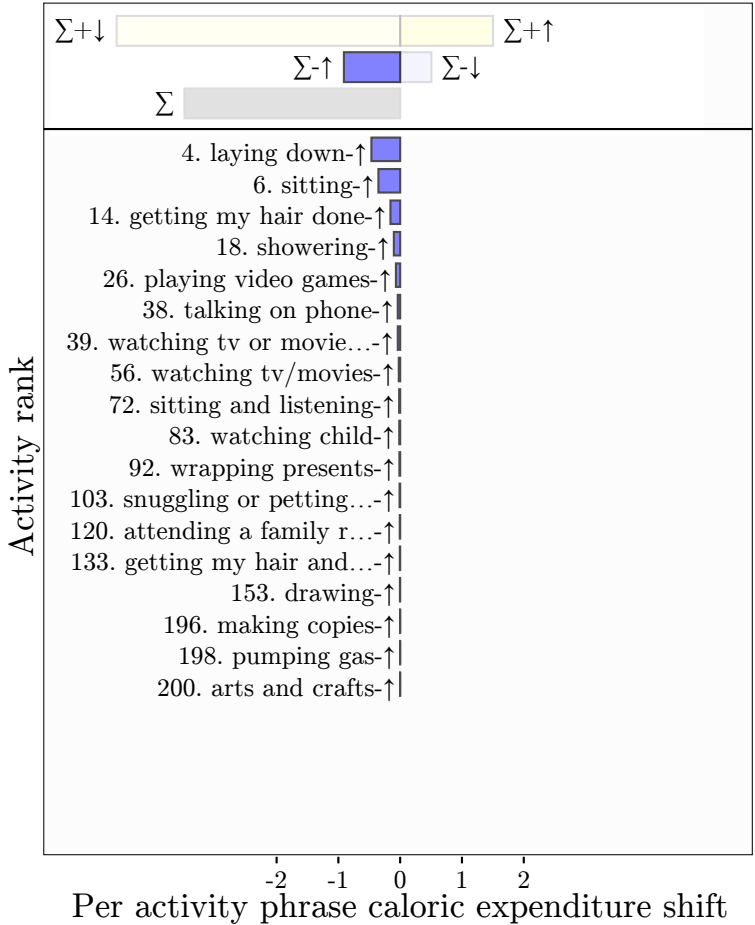 ∑+↓ ∑+↑
∑-↑ ∑-↓
∑
4. laying down-↑
6. sitting-↑
14. getting my hair done-↑
18. showering-↑
26. playing video games-↑
38. talking on phone-↑
39. watching tv or movie...-↑
56. watching tv/movies-↑
72. sitting and listening-↑
83. watching child-↑
92. wrapping presents-↑
103. snuggling or petting...-↑
120. attending a family r...-↑
133. getting my hair and...-↑
153. drawing-↑
196. making copies-↑
198. pumping gas-↑
200. arts and crafts-↑
Activity rank
-2 -1 0 1 2
Per activity phrase caloric expenditure shift